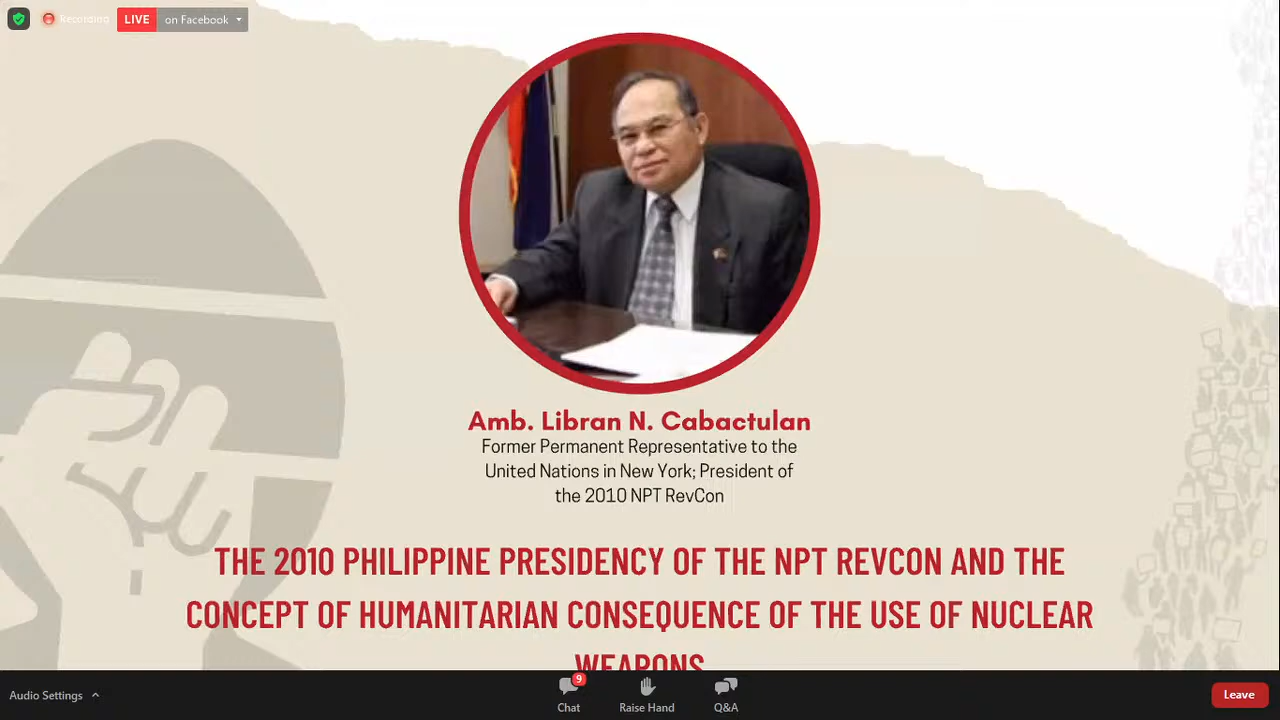 Recording
LIVE on Facebook
Amb. Libran N. Cabactulan
Former Permanent Representative to the
United Nations in New York; President of
the 2010 NPT RevCon
THE 2010 PHILIPPINE PRESIDENCY OF THE NPT REVCON AND THE
CONCEPT OF HUMANITARIAN CONSEQUENCE OF THE USE OF NUCLEAR
WEAPONS
Audio Settings
9
Chat
Raise Hand
Q&A
Leave